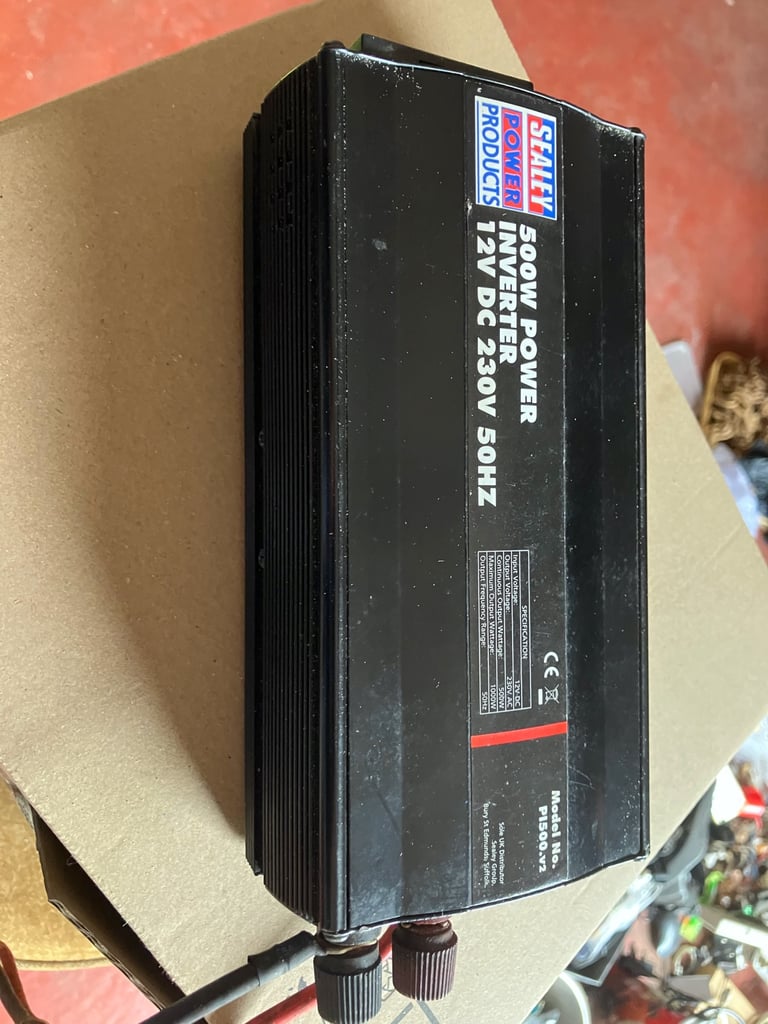 SEALEY
POWER
PRODUCTS
500W POWER
INVERTER
12V DC 230V 50HZ
SPECIFICATION
Input Voltage: 12V DC
Output Voltage: 230V AC
Continuous Output Wattage: 500W
Maximum Output Wattage: 1000W
Output Frequency Range: 50Hz
CE
Model No.
PI500.V2
Sole UK Distributor
Sealey Group,
Bury St Edmunds, Suffolk.